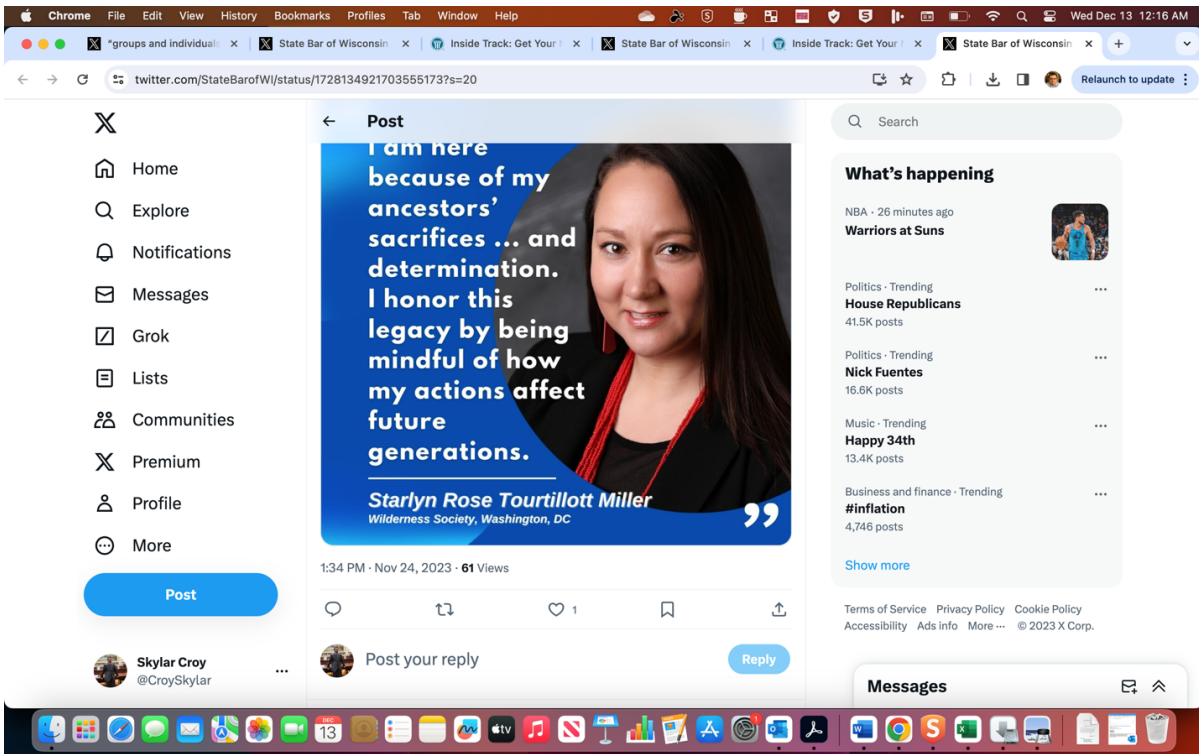 Chrome File Edit View History Bookmarks Profiles Tab Window Help Wed Dec 13 12:16 AM
"groups and individuals State Bar of Wisconsin Inside Track: Get Your State Bar of Wisconsin Inside Track: Get Your State Bar of Wisconsin
twitter.com/StateBarofWI/status/1728134921703555173?s=20 Relaunch to update
Home
Explore
Notifications
Messages
Grok
Lists
Communities
Premium
Profile
More
Post
Skylar Croy
@CroySkylar
Post
I am here
because of my
ancestors'
sacrifices ... and
determination.
I honor this
legacy by being
mindful of how
my actions affect
future
generations.
Starlyn Rose Tourtillott Miller
Wilderness Society, Washington, DC
”
1:34 PM · Nov 24, 2023 · 61 Views
1
Post your reply
Reply
Search
What's happening
NBA · 26 minutes ago
Warriors at Suns
Politics · Trending
House Republicans
41.5K posts
Politics · Trending
Nick Fuentes
16.6K posts
Music · Trending
Happy 34th
13.4K posts
Business and finance · Trending
#inflation
4,746 posts
Show more
Terms of Service Privacy Policy Cookie Policy
Accessibility Ads info More ··· © 2023 X Corp.
Messages
DEC
13
tv
1